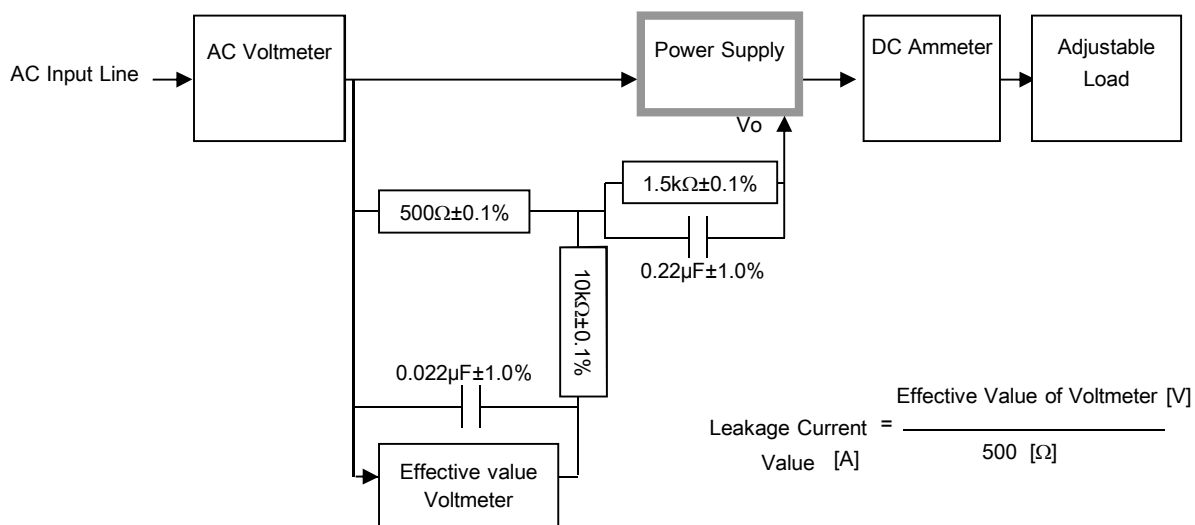 AC Input Line
AC Voltmeter
Power Supply
DC Ammeter
Adjustable
Load
Vo
1.5kΩ±0.1%
500Ω±0.1%
0.22µF±1.0%
10kΩ±0.1%
0.022µF±1.0%
Effective value
Voltmeter
Leakage Current
Value [A]
=
Effective Value of Voltmeter [V]
500 [Ω]